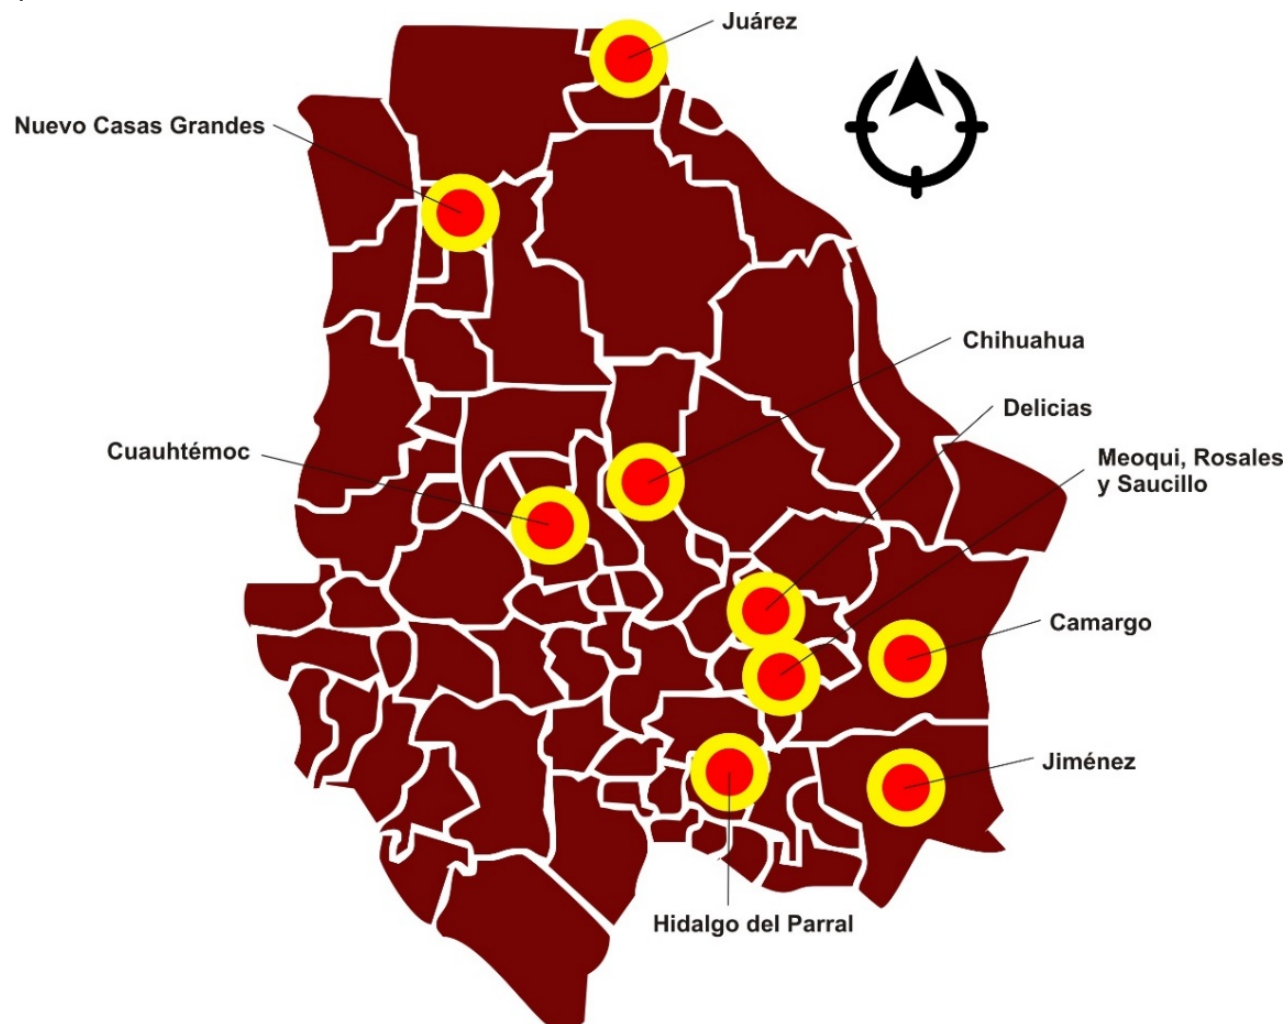 Juárez
Nuevo Casas Grandes
Chihuahua
Delicias
Cuauhtémoc
Meoqui, Rosales
y Saucillo
Camargo
Jiménez
Hidalgo del Parral